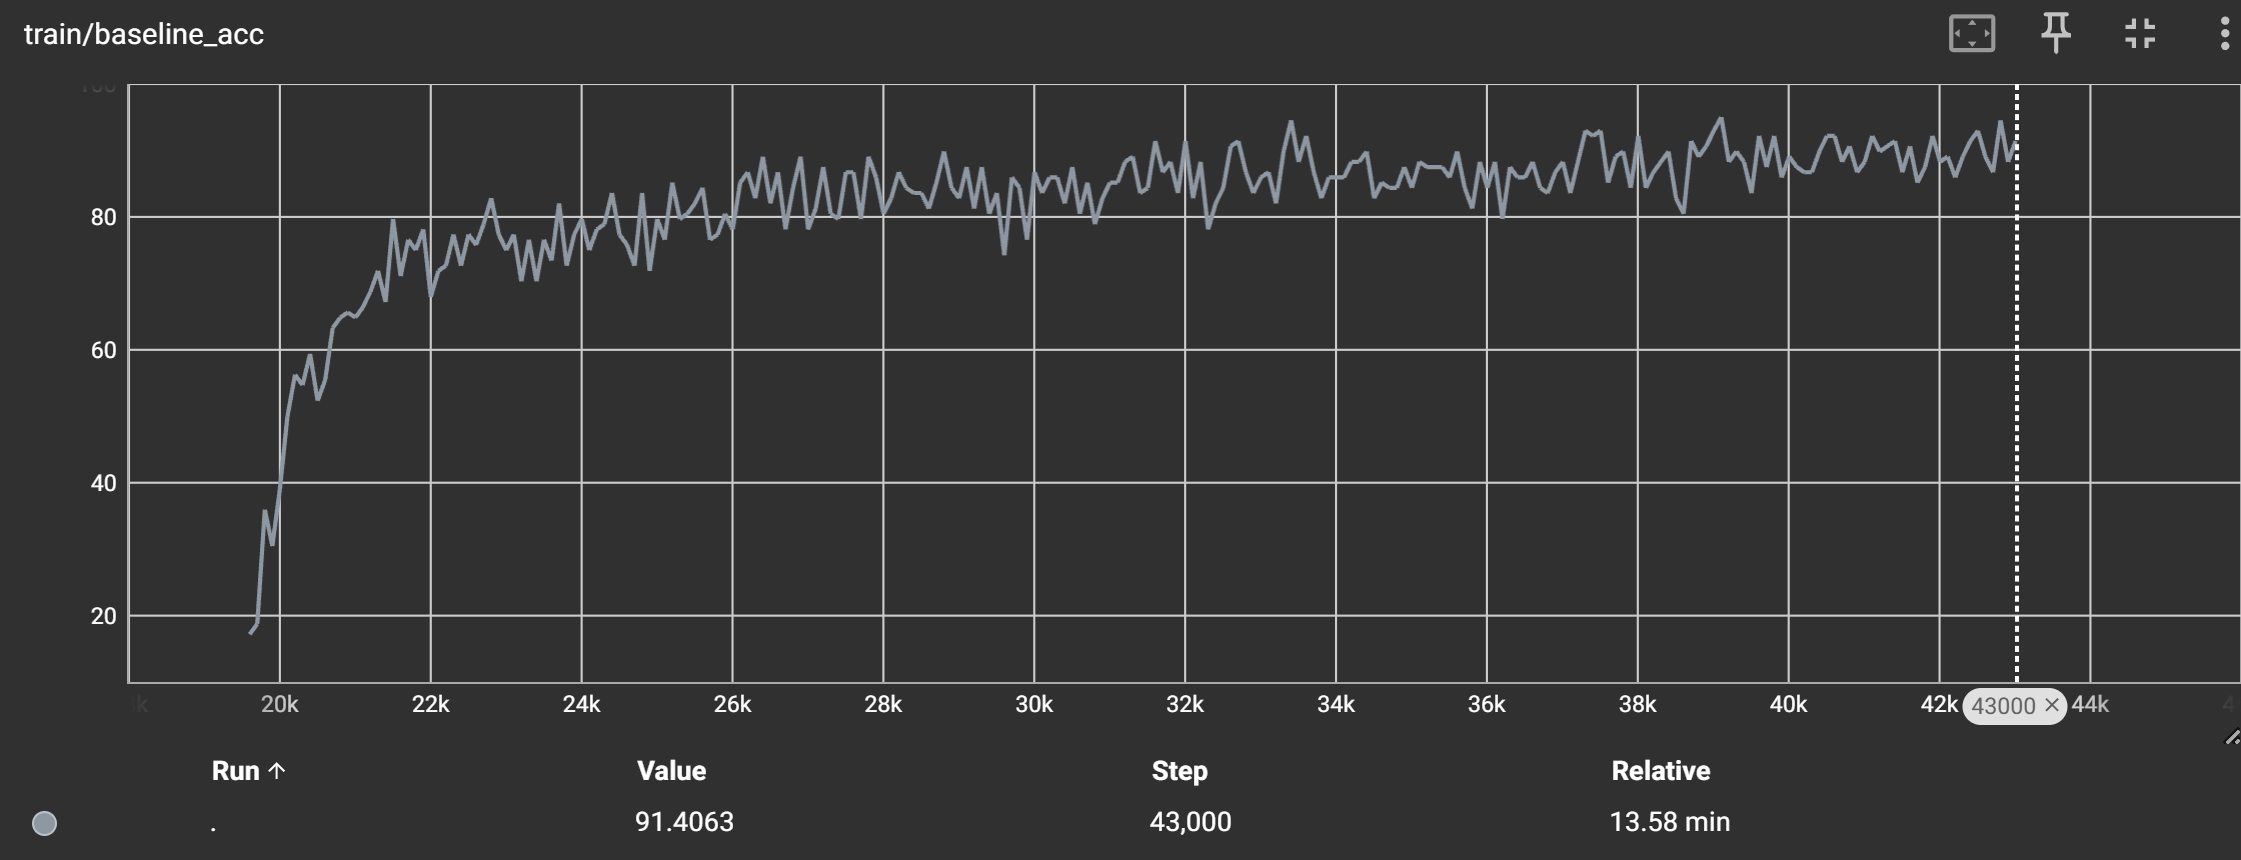 train/baseline_acc
100
80
60
40
20
20k 22k 24k 26k 28k 30k 32k 34k 36k 38k 40k 42k 43000 × 44k
Run ↑ Value Step Relative
. 91.4063 43,000 13.58 min